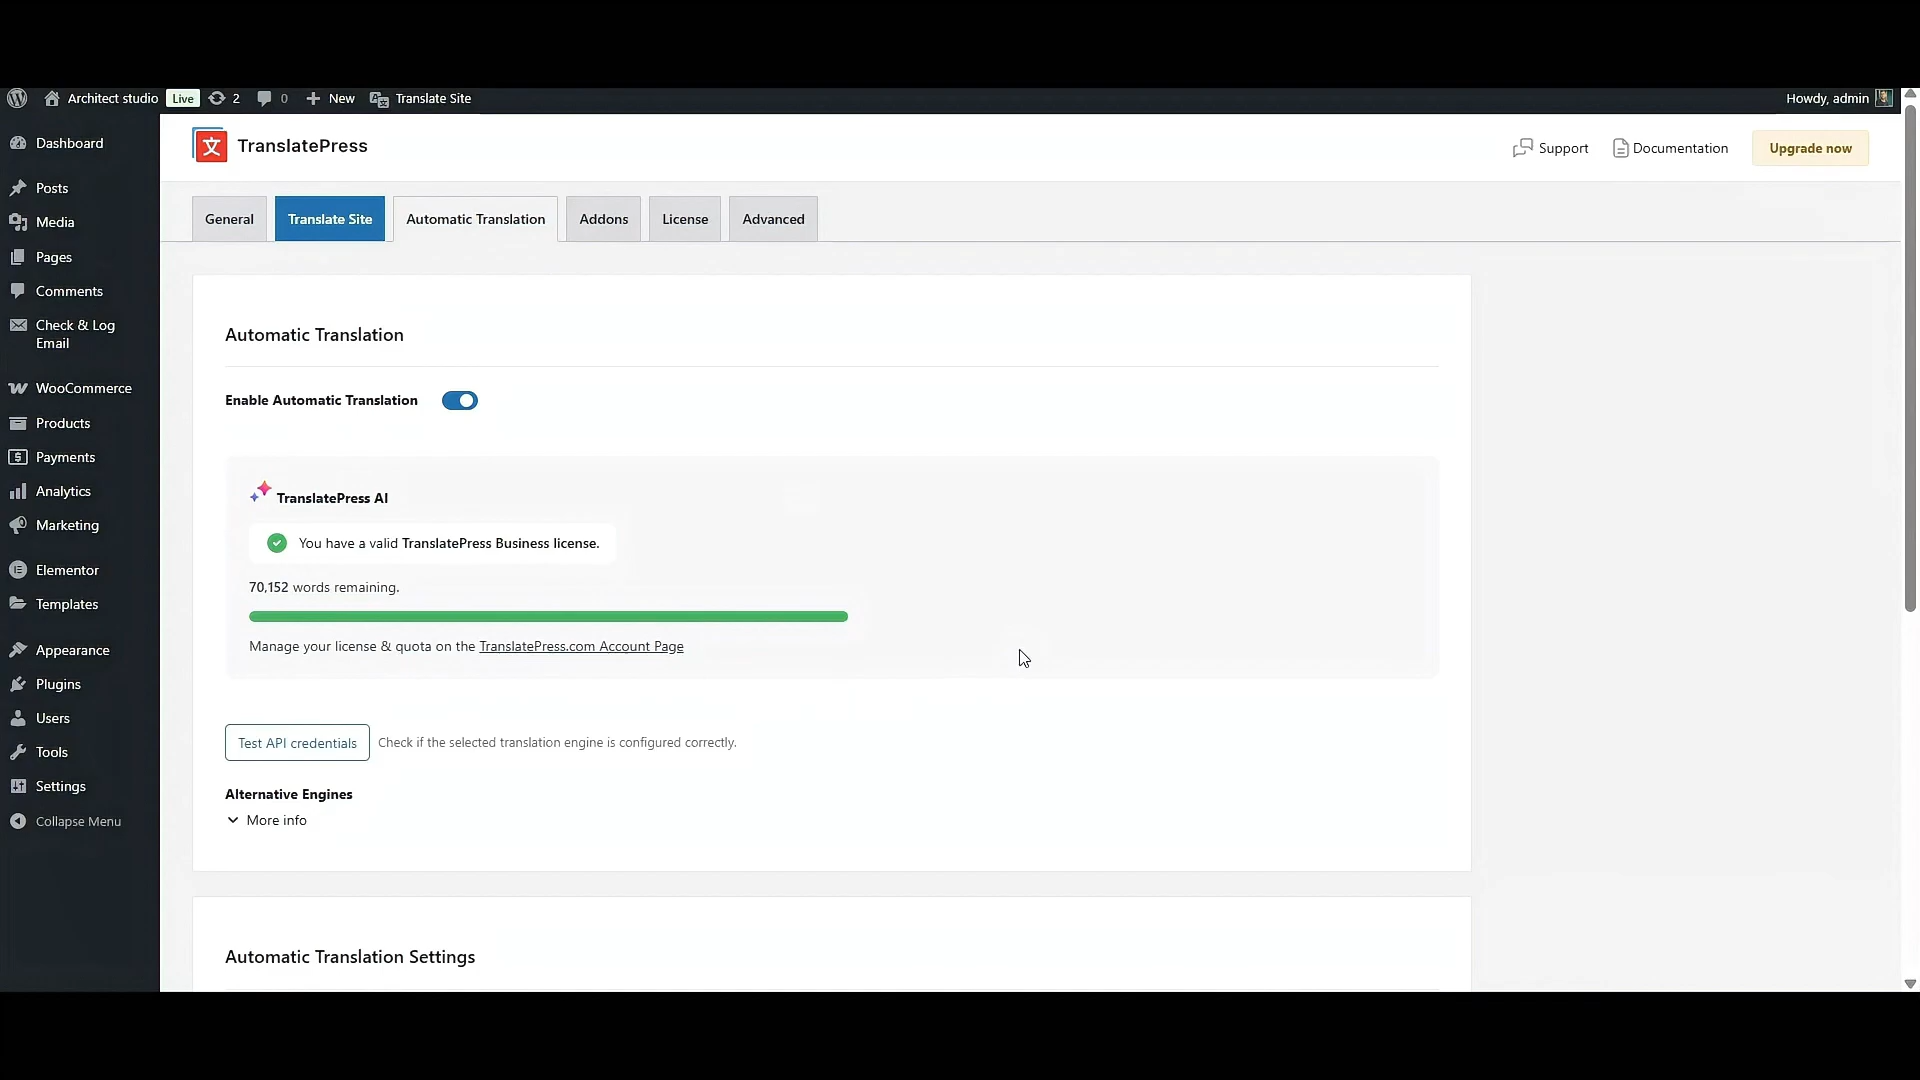 Architect studio Live 2 0 New Translate Site Howdy, admin
Dashboard
Posts
Media
Pages
Comments
Check & Log
Email
WooCommerce
Products
Payments
Analytics
Marketing
Elementor
Templates
Appearance
Plugins
Users
Tools
Settings
Collapse Menu
文 TranslatePress
Support Documentation Upgrade now
General Translate Site Automatic Translation Addons License Advanced
Automatic Translation
Enable Automatic Translation
TranslatePress AI
You have a valid TranslatePress Business license.
70,152 words remaining.
Manage your license & quota on the TranslatePress.com Account Page
Test API credentials Check if the selected translation engine is configured correctly.
Alternative Engines
More info
Automatic Translation Settings